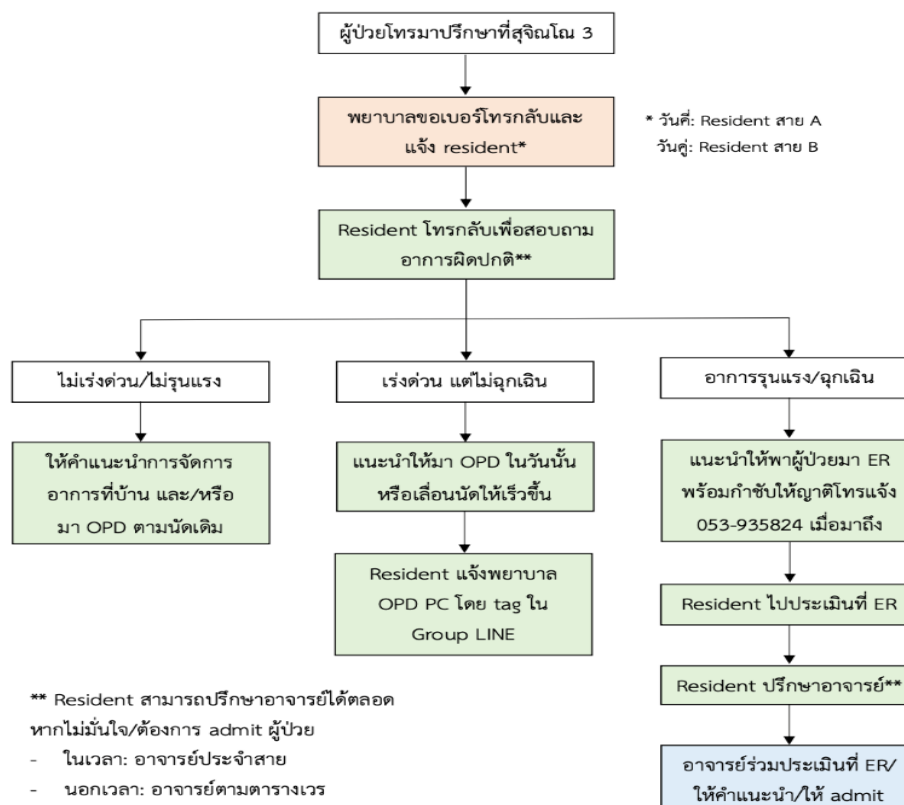 ผู้ป่วยโทรมาปรึกษาที่สุจิณโณ 3
พยาบาลขอเบอร์โทรกลับและ
แจ้ง resident*
* วันคี่: Resident สาย A
วันคู่: Resident สาย B
Resident โทรกลับเพื่อสอบถาม
อาการผิดปกติ**
ไม่เร่งด่วน/ไม่รุนแรง
เร่งด่วน แต่ไม่ฉุกเฉิน
อาการรุนแรง/ฉุกเฉิน
ให้คำแนะนำการจัดการ
อาการที่บ้าน และ/หรือ
มา OPD ตามนัดเดิม
แนะนำให้มา OPD ในวันนั้น
หรือเลื่อนนัดให้เร็วขึ้น
แนะนำให้พาผู้ป่วยมา ER
พร้อมกำชับให้ญาติโทรแจ้ง
053-935824 เมื่อมาถึง
Resident แจ้งพยาบาล
OPD PC โดย tag ใน
Group LINE
Resident ไปประเมินที่ ER
Resident ปรึกษาอาจารย์**
อาจารย์ร่วมประเมินที่ ER/
ให้คำแนะนำ/ให้ admit
** Resident สามารถปรึกษาอาจารย์ได้ตลอด
หากไม่มั่นใจ/ต้องการ admit ผู้ป่วย
- ในเวลา: อาจารย์ประจำสาย
- นอกเวลา: อาจารย์ตามตารางเวร